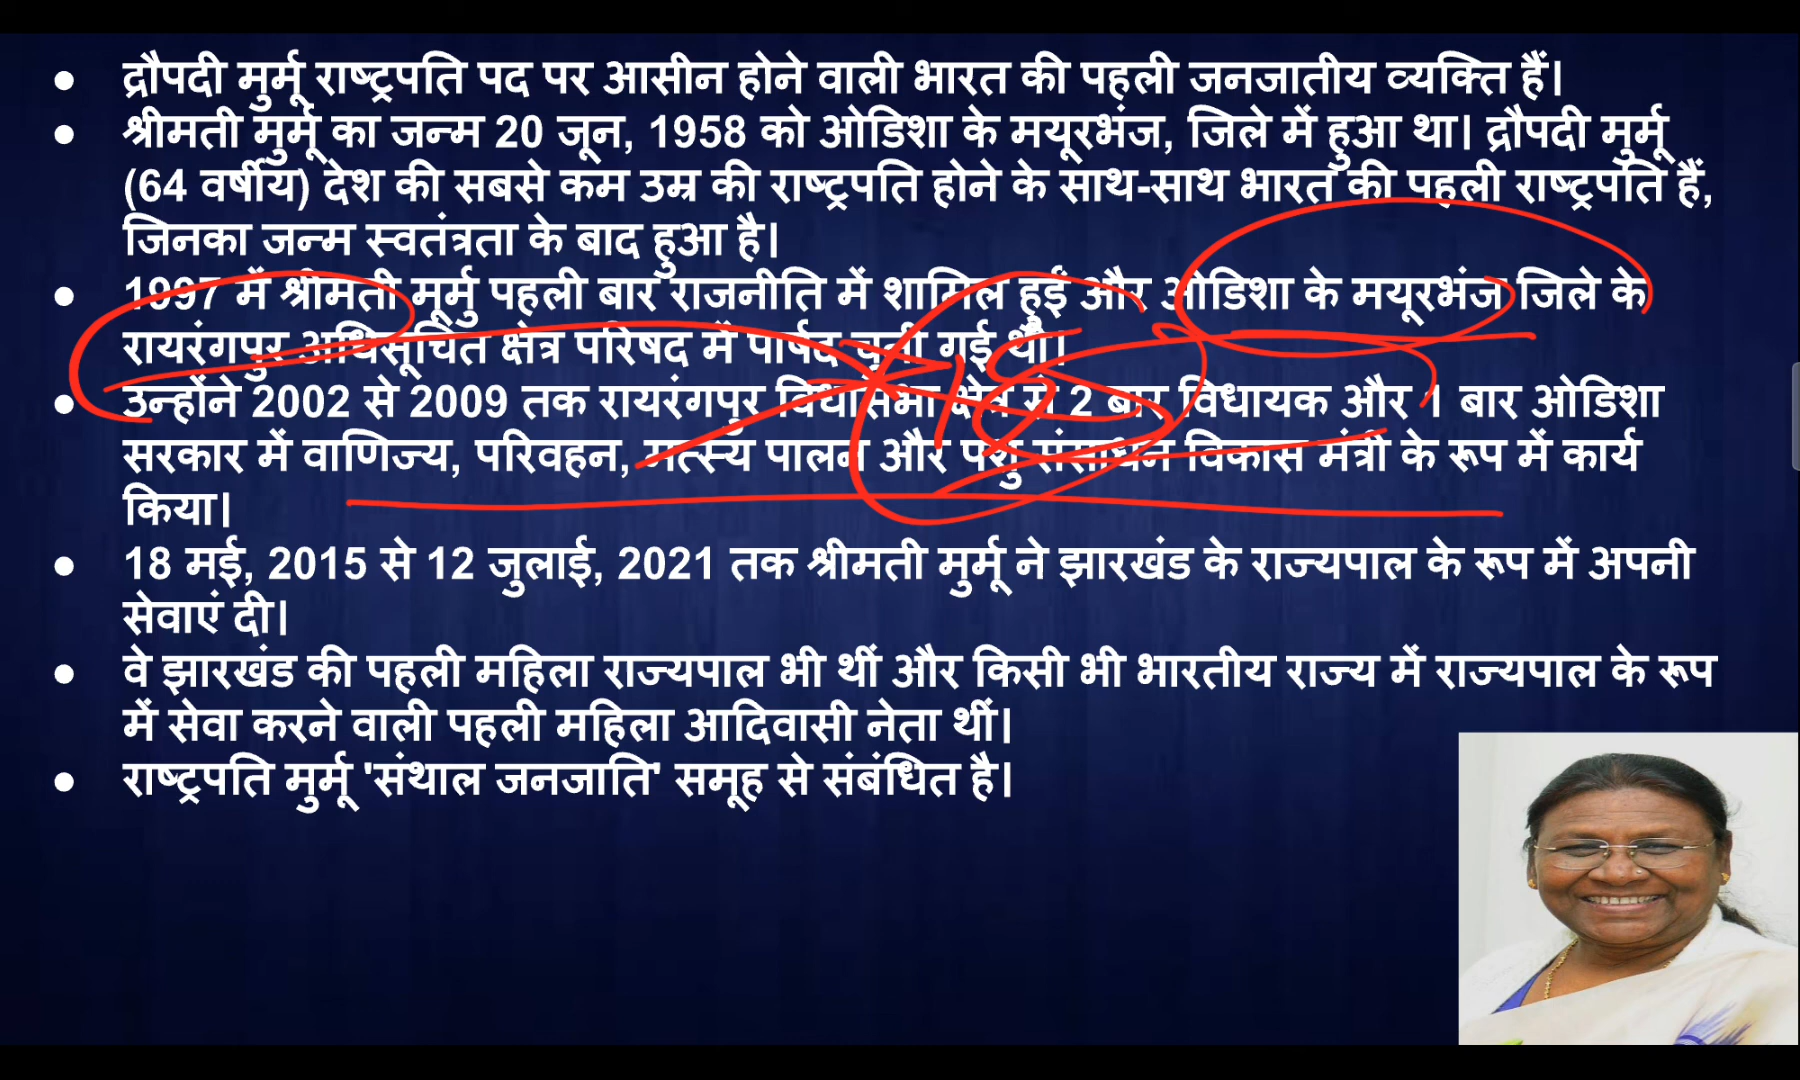 ● द्रौपदी मुर्मू राष्ट्रपति पद पर आसीन होने वाली भारत की पहली जनजातीय व्यक्ति हैं।
● श्रीमती मुर्मू का जन्म 20 जून, 1958 को ओडिशा के मयूरभंज, जिले में हुआ था। द्रौपदी मुर्मू
(64 वर्षीय) देश की सबसे कम उम्र की राष्ट्रपति होने के साथ-साथ भारत की पहली राष्ट्रपति हैं,
जिनका जन्म स्वतंत्रता के बाद हुआ है।
● 1997 में श्रीमती मूर्मु पहली बार राजनीति में शामिल हुईं और ओडिशा के मयूरभंज जिले के
रायरंगपुर अधिसूचित क्षेत्र परिषद में पार्षद चुनी गई थीं।
● उन्होंने 2002 से 2009 तक रायरंगपुर विधासभा क्षेत्र से 2 बार विधायक और 1 बार ओडिशा
सरकार में वाणिज्य, परिवहन, मत्स्य पालन और पशु संसाधन विकास मंत्री के रूप में कार्य
किया।
● 18 मई, 2015 से 12 जुलाई, 2021 तक श्रीमती मुर्मू ने झारखंड के राज्यपाल के रूप में अपनी
सेवाएं दी।
● वे झारखंड की पहली महिला राज्यपाल भी थीं और किसी भी भारतीय राज्य में राज्यपाल के रूप
में सेवा करने वाली पहली महिला आदिवासी नेता थीं।
● राष्ट्रपति मुर्मू 'संथाल जनजाति' समूह से संबंधित है।